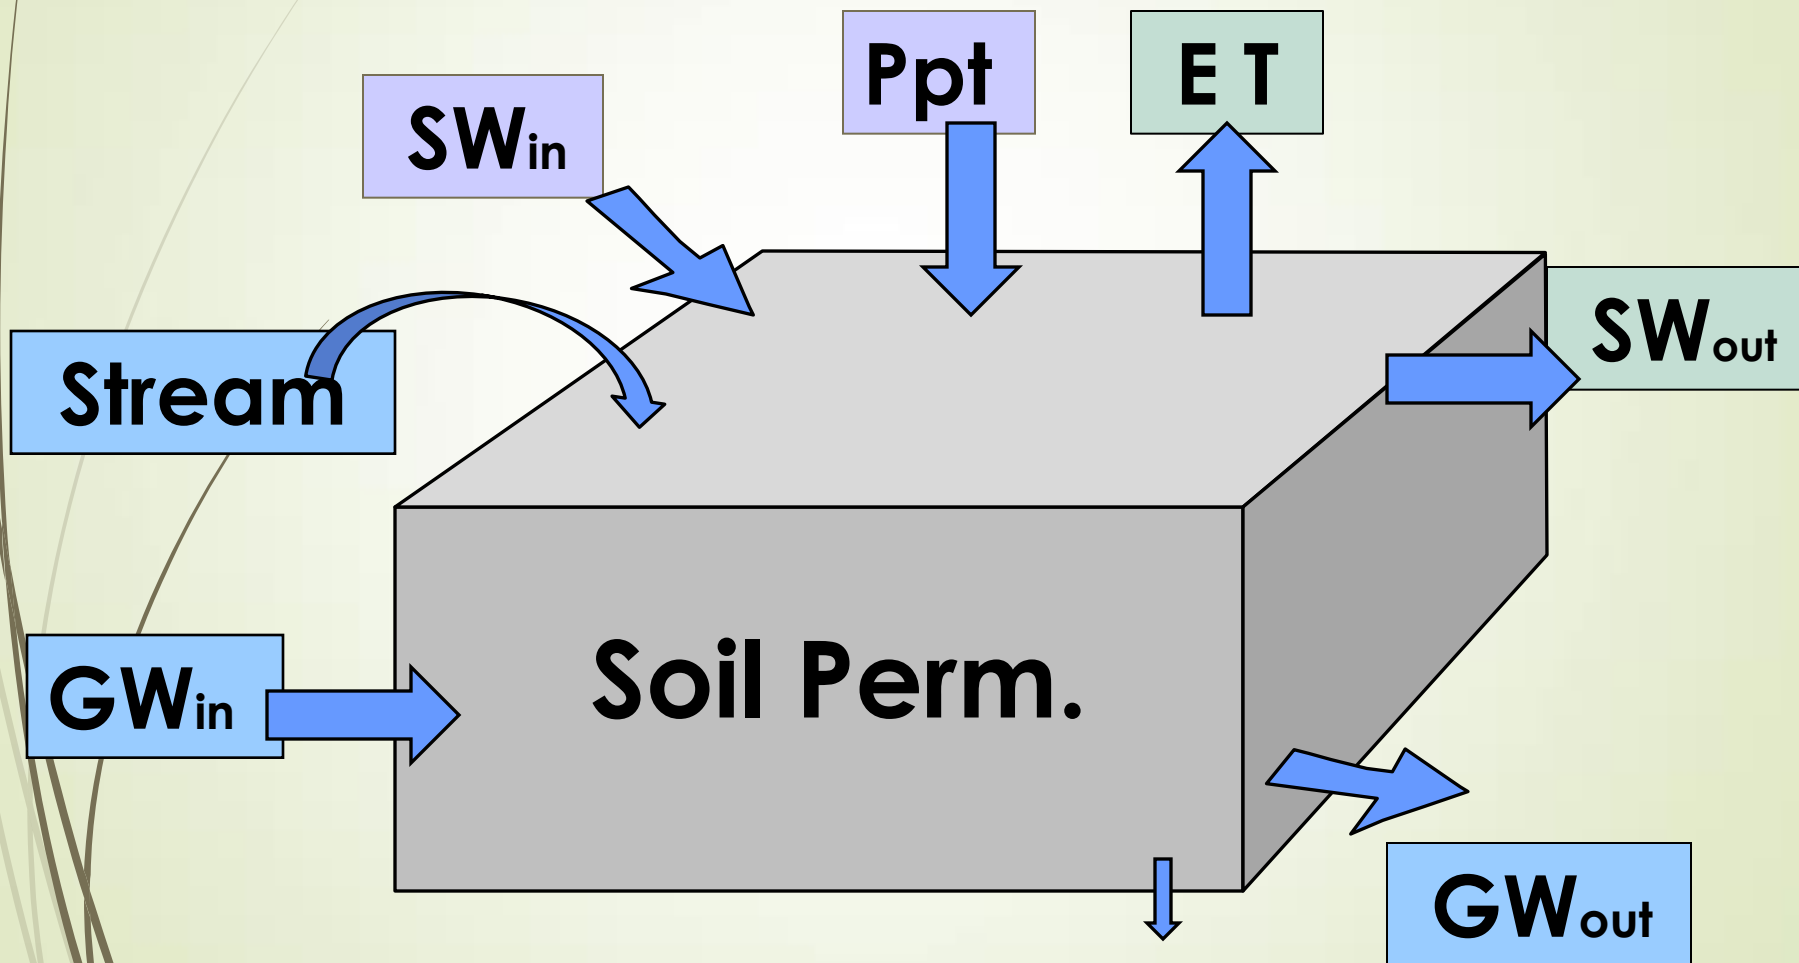 Ppt
E T
SWin
SWout
Stream
GWin
Soil Perm.
GWout